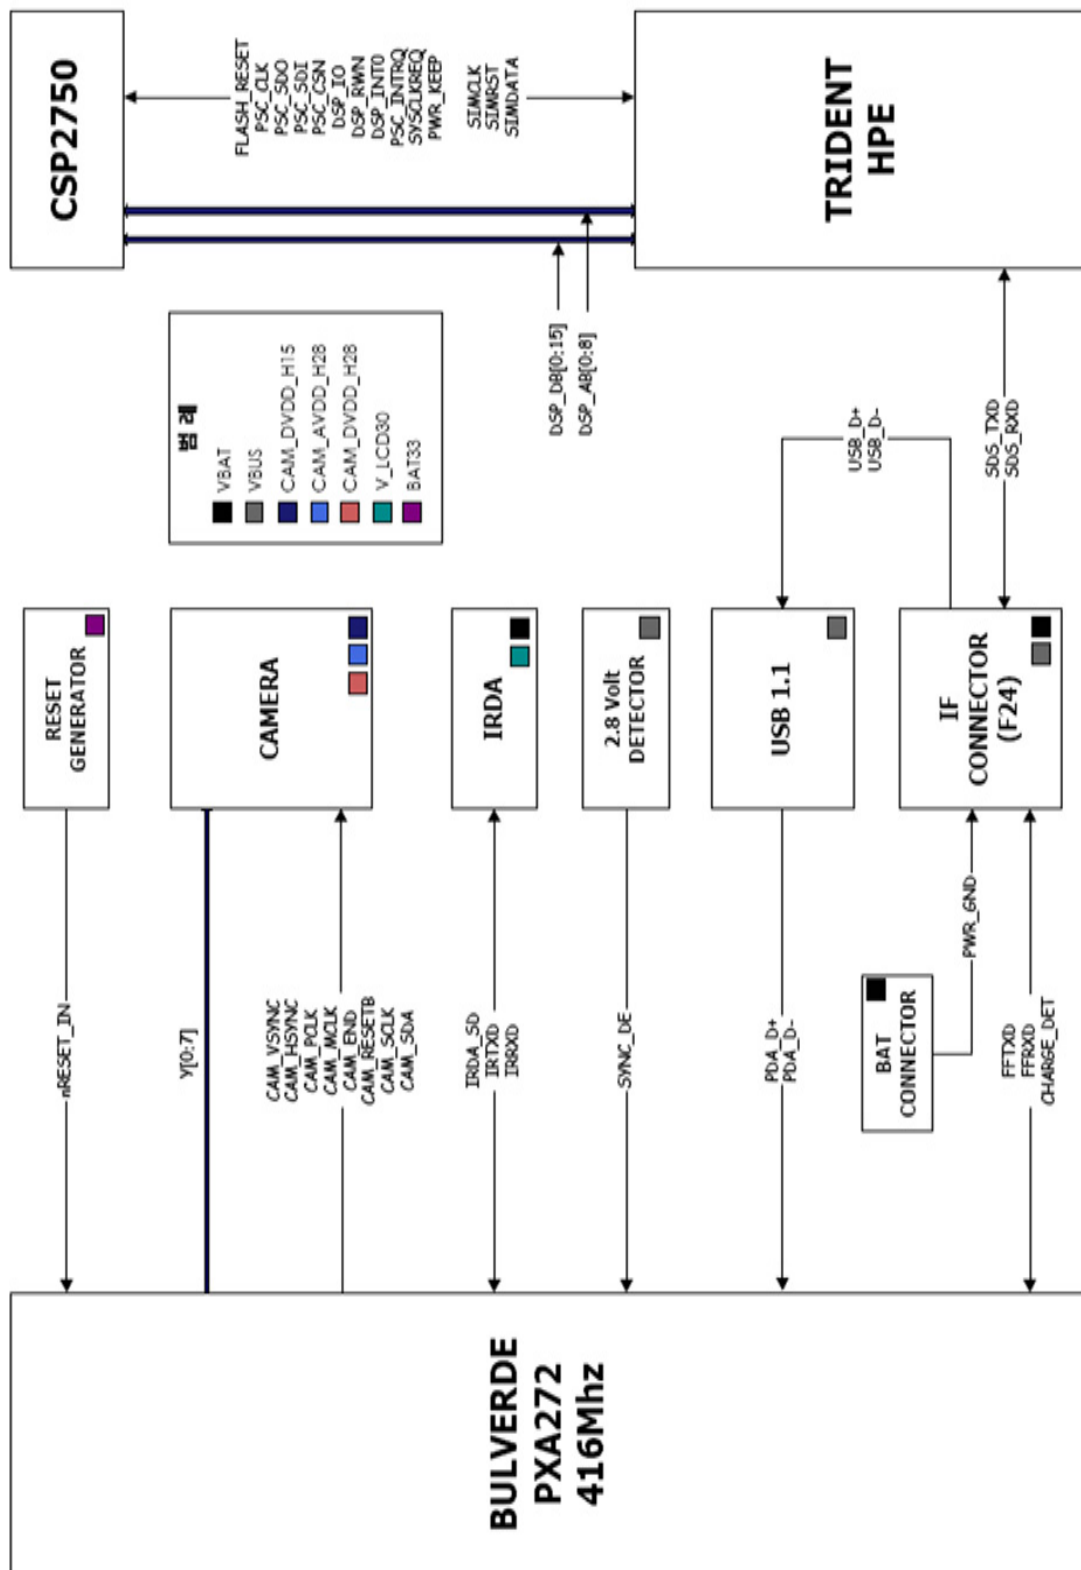 BULVERDE
PXA272
416Mhz
nRESET_IN
RESET
GENERATOR
Y[0:7]
CAM_VSYNC
CAM_HSYNC
CAM_PCLK
CAM_MCLK
CAM_END
CAM_RESETB
CAM_SCLK
CAM_SDA
CAMERA
IRDA_SD
IRTXD
IRRXD
IRDA
SYNC_DE
2.8 Volt
DETECTOR
PDA_D+
PDA_D-
USB 1.1
BAT
CONNECTOR
PWR_GND
FFTXD
FFRXD
CHARGE_DET
IF
CONNECTOR
(F24)
범 례
VBAT
VBUS
CAM_DVDD_H15
CAM_AVDD_H28
CAM_DVDD_H28
V_LCD30
BAT33
DSP_DB[0:15]
DSP_AB[0:8]
USB_D+
USB_D-
SDS_TXD
SDS_RXD
CSP2750
FLASH_RESET
PSC_CLK
PSC_SDO
PSC_SDI
PSC_CSN
DSP_IO
DSP_RWN
DSP_INT0
PSC_INTRQ
SYSCLKREQ
PWR_KEEP
SIMCLK
SIMRST
SIMDATA
TRIDENT
HPE